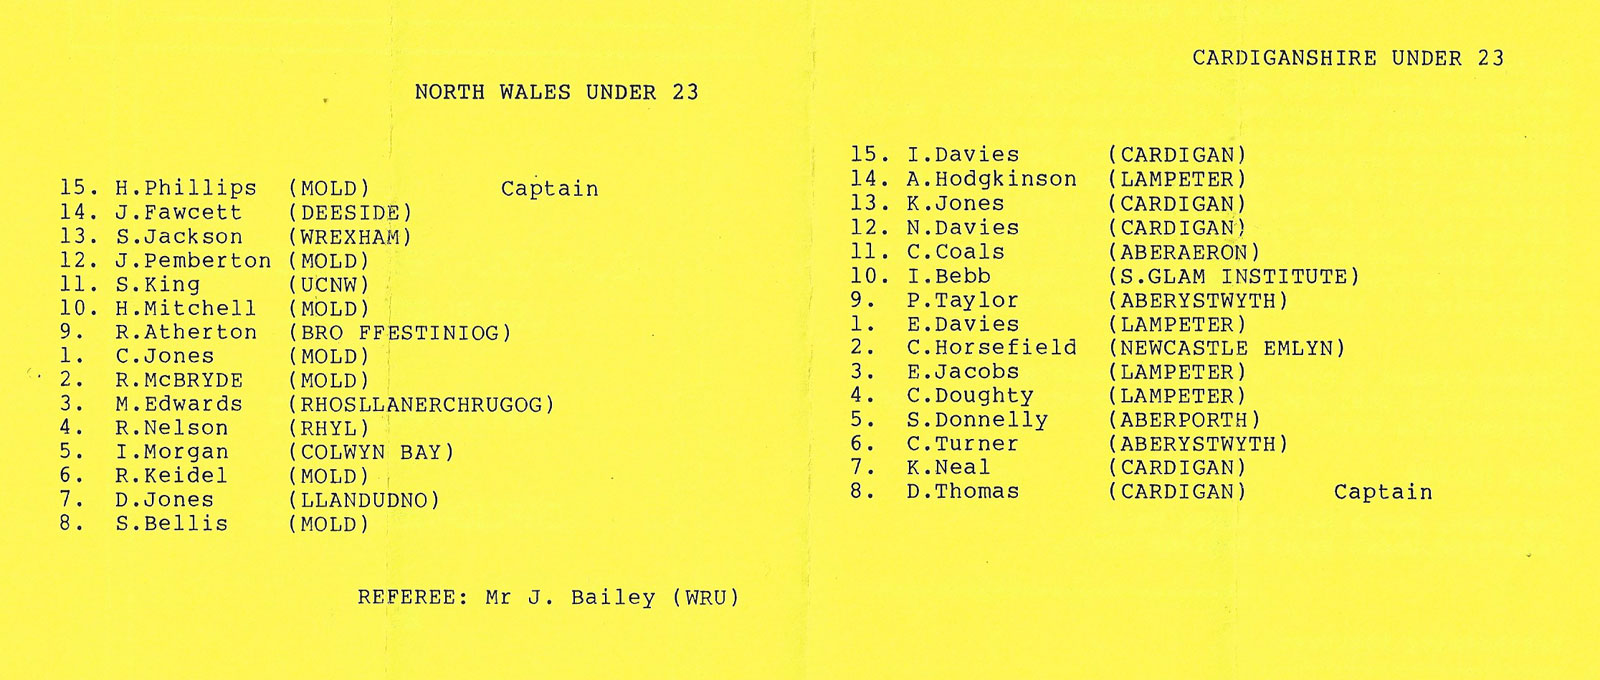 NORTH WALES UNDER 23
15. H.Phillips (MOLD) Captain
14. J.Fawcett (DEESIDE)
13. S.Jackson (WREXHAM)
12. J.Pemberton (MOLD)
11. S.King (UCNW)
10. H.Mitchell (MOLD)
9. R.Atherton (BRO FFESTINIOG)
1. C.Jones (MOLD)
2. R.McBRYDE (MOLD)
3. M.Edwards (RHOSLLANERCHRUGOG)
4. R.Nelson (RHYL)
5. I.Morgan (COLWYN BAY)
6. R.Keidel (MOLD)
7. D.Jones (LLANDUDNO)
8. S.Bellis (MOLD)
REFEREE: Mr J. Bailey (WRU)
CARDIGANSHIRE UNDER 23
15. I.Davies (CARDIGAN)
14. A.Hodgkinson (LAMPETER)
13. K.Jones (CARDIGAN)
12. N.Davies (CARDIGAN)
11. C.Coals (ABERAERON)
10. I.Bebb (S.GLAM INSTITUTE)
9. P.Taylor (ABERYSTWYTH)
1. E.Davies (LAMPETER)
2. C.Horsefield (NEWCASTLE EMLYN)
3. E.Jacobs (LAMPETER)
4. C.Doughty (LAMPETER)
5. S.Donnelly (ABERPORTH)
6. C.Turner (ABERYSTWYTH)
7. K.Neal (CARDIGAN)
8. D.Thomas (CARDIGAN) Captain